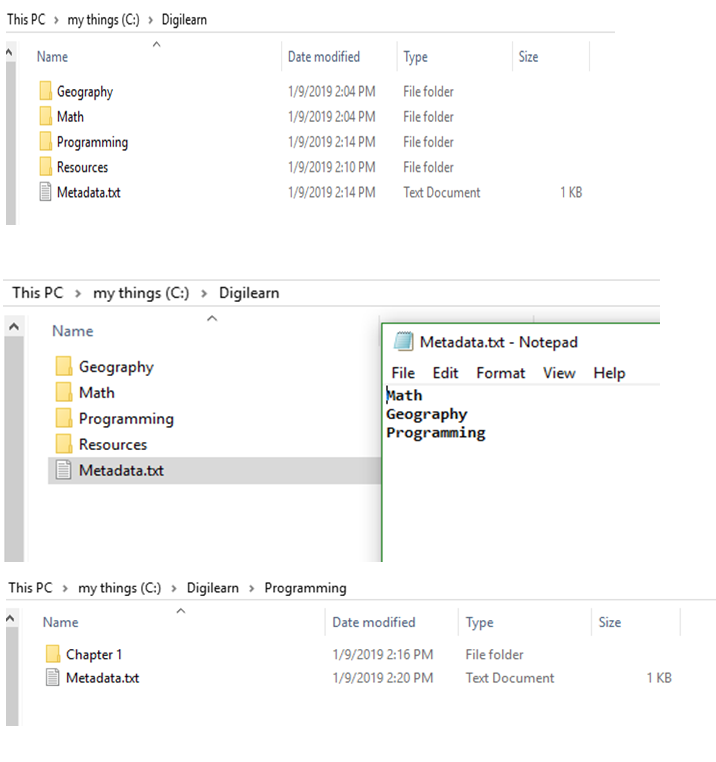 This PC > my things (C:) > Digilearn
Name Date modified Type Size
Geography 1/9/2019 2:04 PM File folder
Math 1/9/2019 2:04 PM File folder
Programming 1/9/2019 2:14 PM File folder
Resources 1/9/2019 2:10 PM File folder
Metadata.txt 1/9/2019 2:14 PM Text Document 1 KB
This PC > my things (C:) > Digilearn
Name
Geography
Math
Programming
Resources
Metadata.txt
Metadata.txt - Notepad
File Edit Format View Help
Math
Geography
Programming
This PC > my things (C:) > Digilearn > Programming
Name Date modified Type Size
Chapter 1 1/9/2019 2:16 PM File folder
Metadata.txt 1/9/2019 2:20 PM Text Document 1 KB